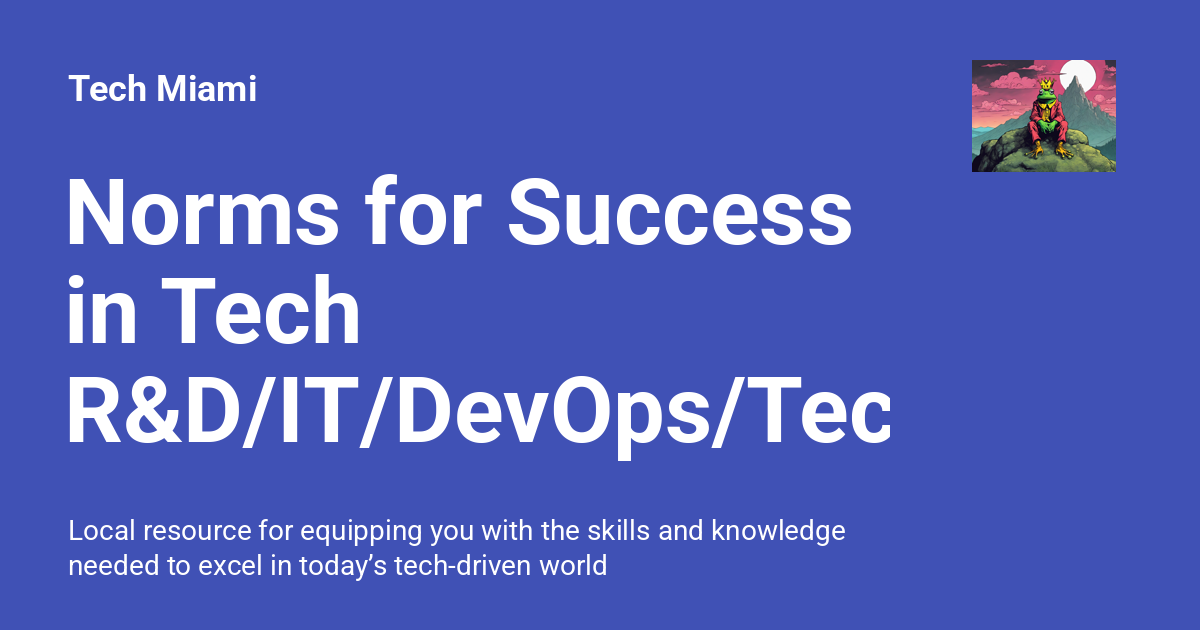 Tech Miami
Norms for Success
in Tech
R&D/IT/DevOps/Tec
Local resource for equipping you with the skills and knowledge
needed to excel in today’s tech-driven world